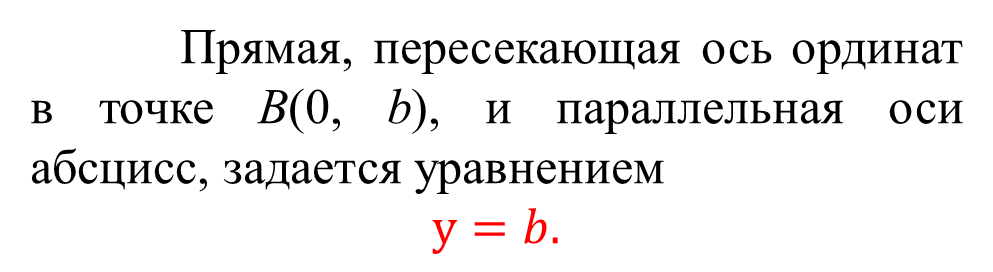 Прямая, пересекающая ось ординат
в точке B(0, b), и параллельная оси
абсцисс, задается уравнением
y = b.